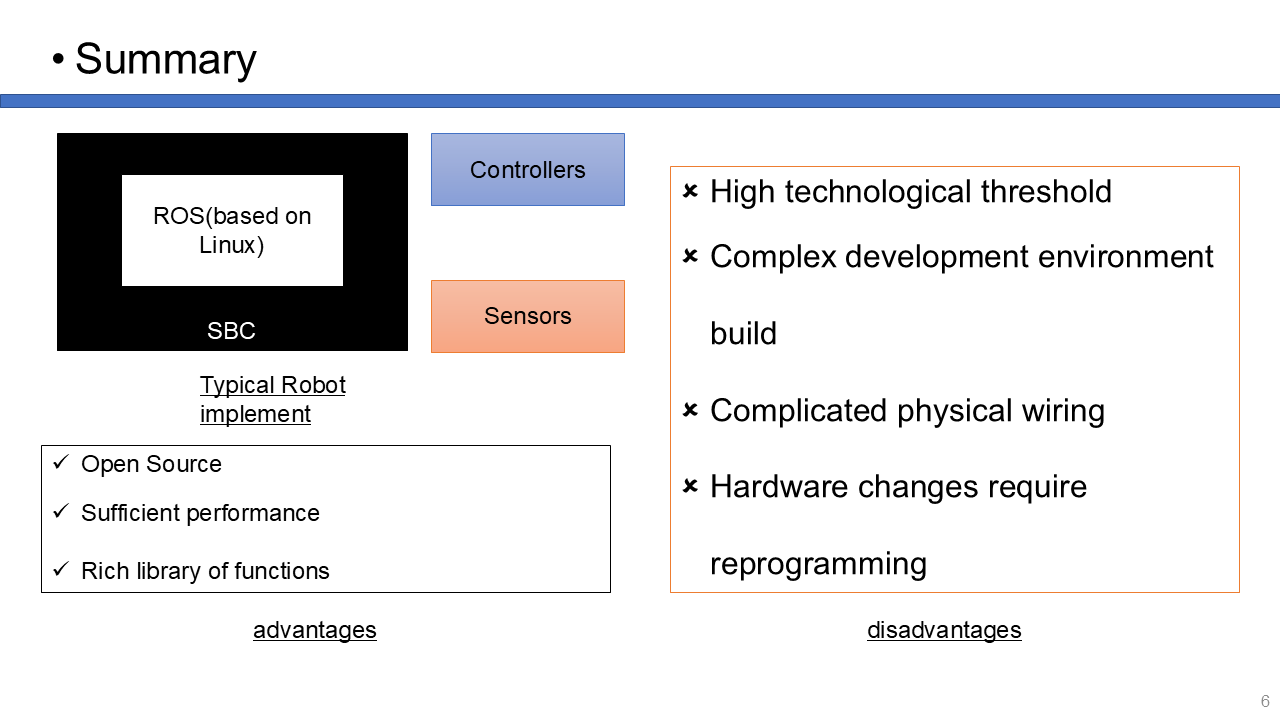 • Summary
ROS(based on
Linux)
SBC
Controllers
Sensors
Typical Robot
implement
✓ Open Source
✓ Sufficient performance
✓ Rich library of functions
advantages
✘ High technological threshold
✘ Complex development environment
build
✘ Complicated physical wiring
✘ Hardware changes require
reprogramming
disadvantages
6